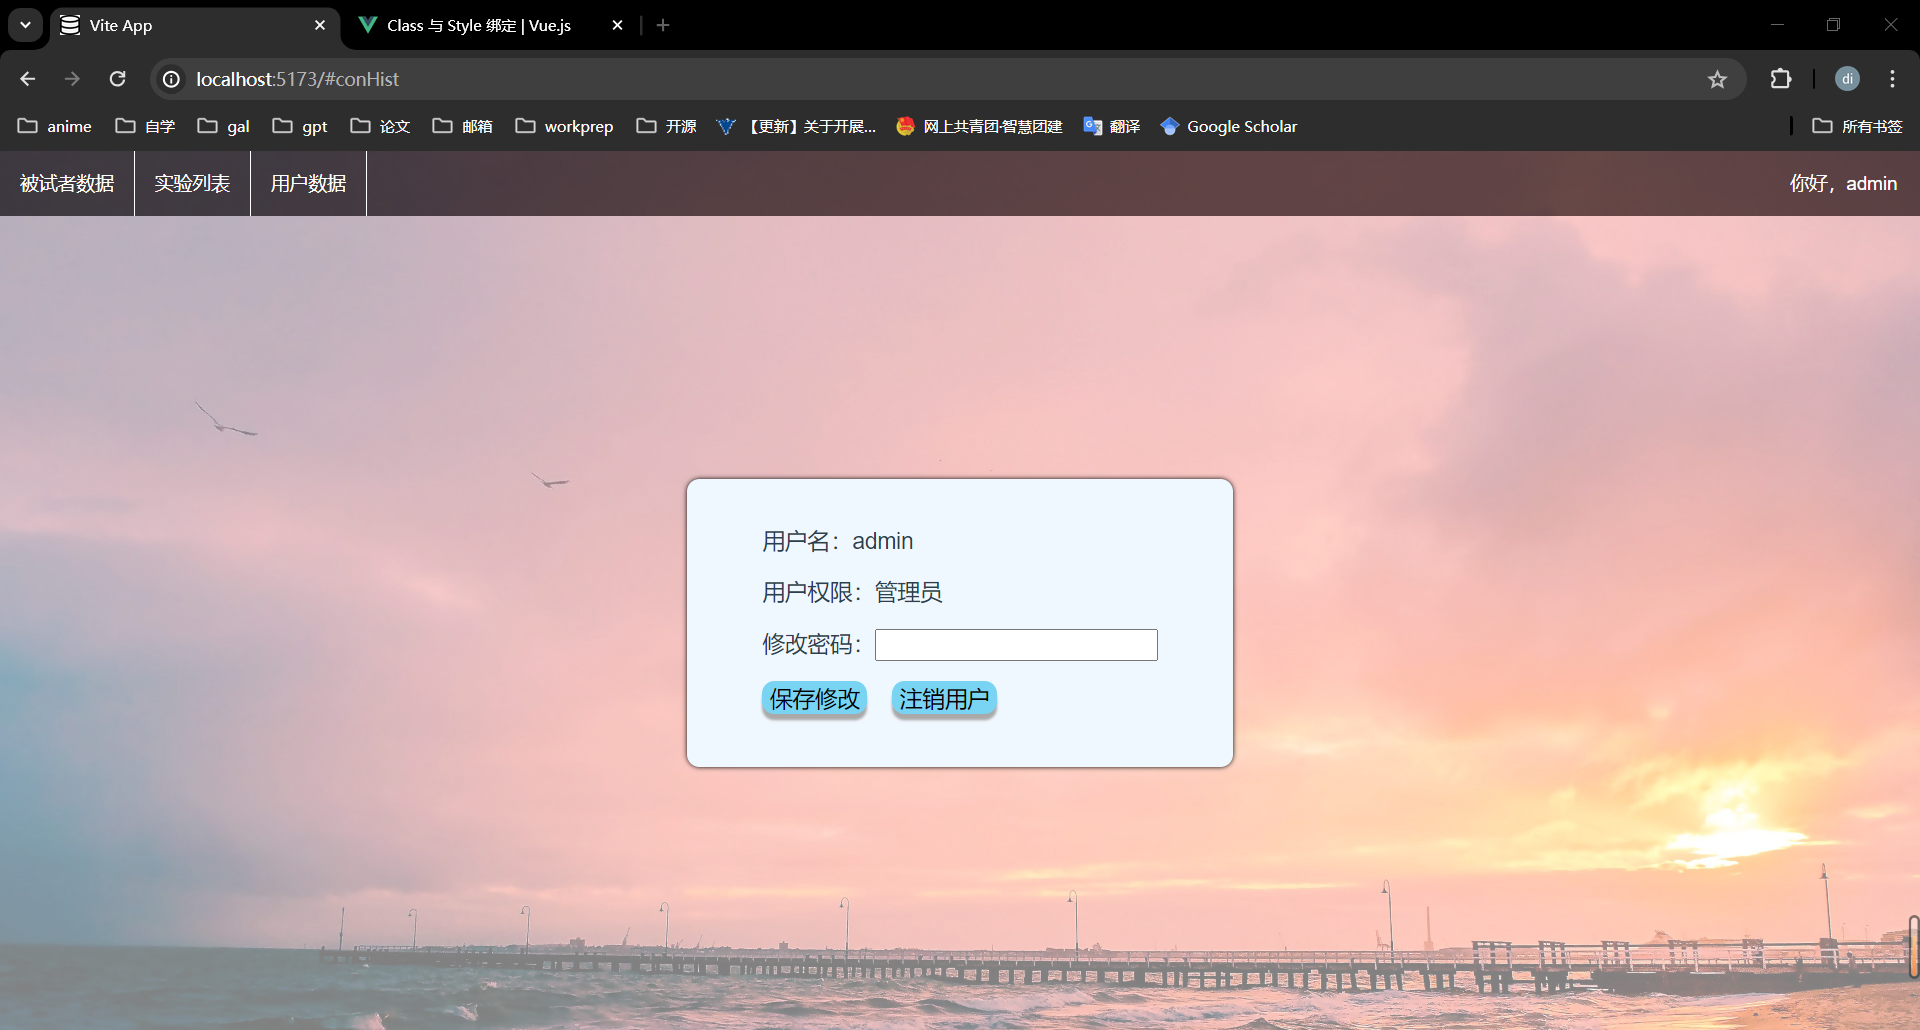 Vite App
Class 与 Style 绑定 | Vue.js
localhost:5173/#conHist
di
anime
自学
gal
gpt
论文
邮箱
workprep
开源
【更新】关于开展...
网上共青团·智慧团建
翻译
Google Scholar
所有书签
被试者数据
实验列表
用户数据
你好，admin
用户名：admin
用户权限：管理员
修改密码：
保存修改
注销用户